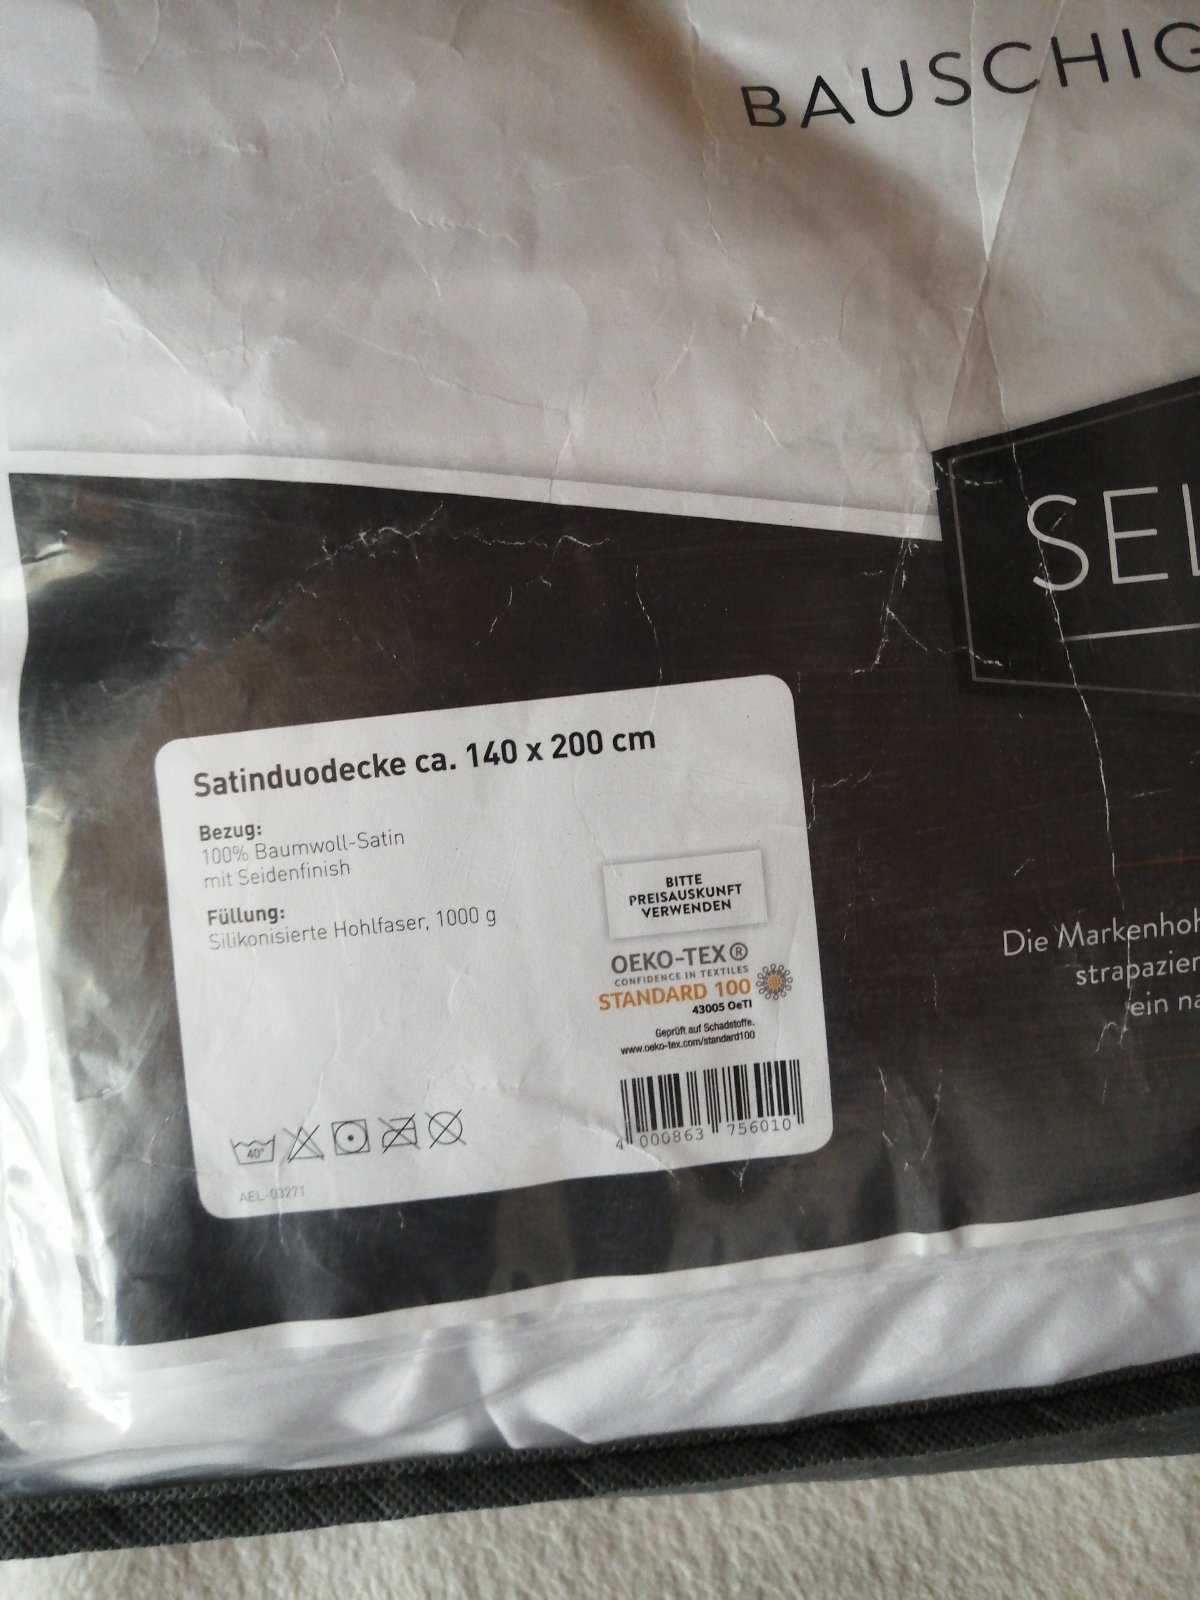 BAUSCHIG
SEL
Satinduodecke ca. 140 x 200 cm
Bezug:
100% Baumwoll-Satin
mit Seidenfinish
Füllung:
Silikonisierte Hohlfaser, 1000 g
BITTE
PREISAUSKUNFT
VERWENDEN
OEKO-TEX®
CONFIDENCE IN TEXTILES
STANDARD 100
43005 OeTI
Geprüft auf Schadstoffe.
www.oeko-tex.com/standard100
4 000863 756010
40°
AEL-03271
Die Markenhoh
strapazier
ein na